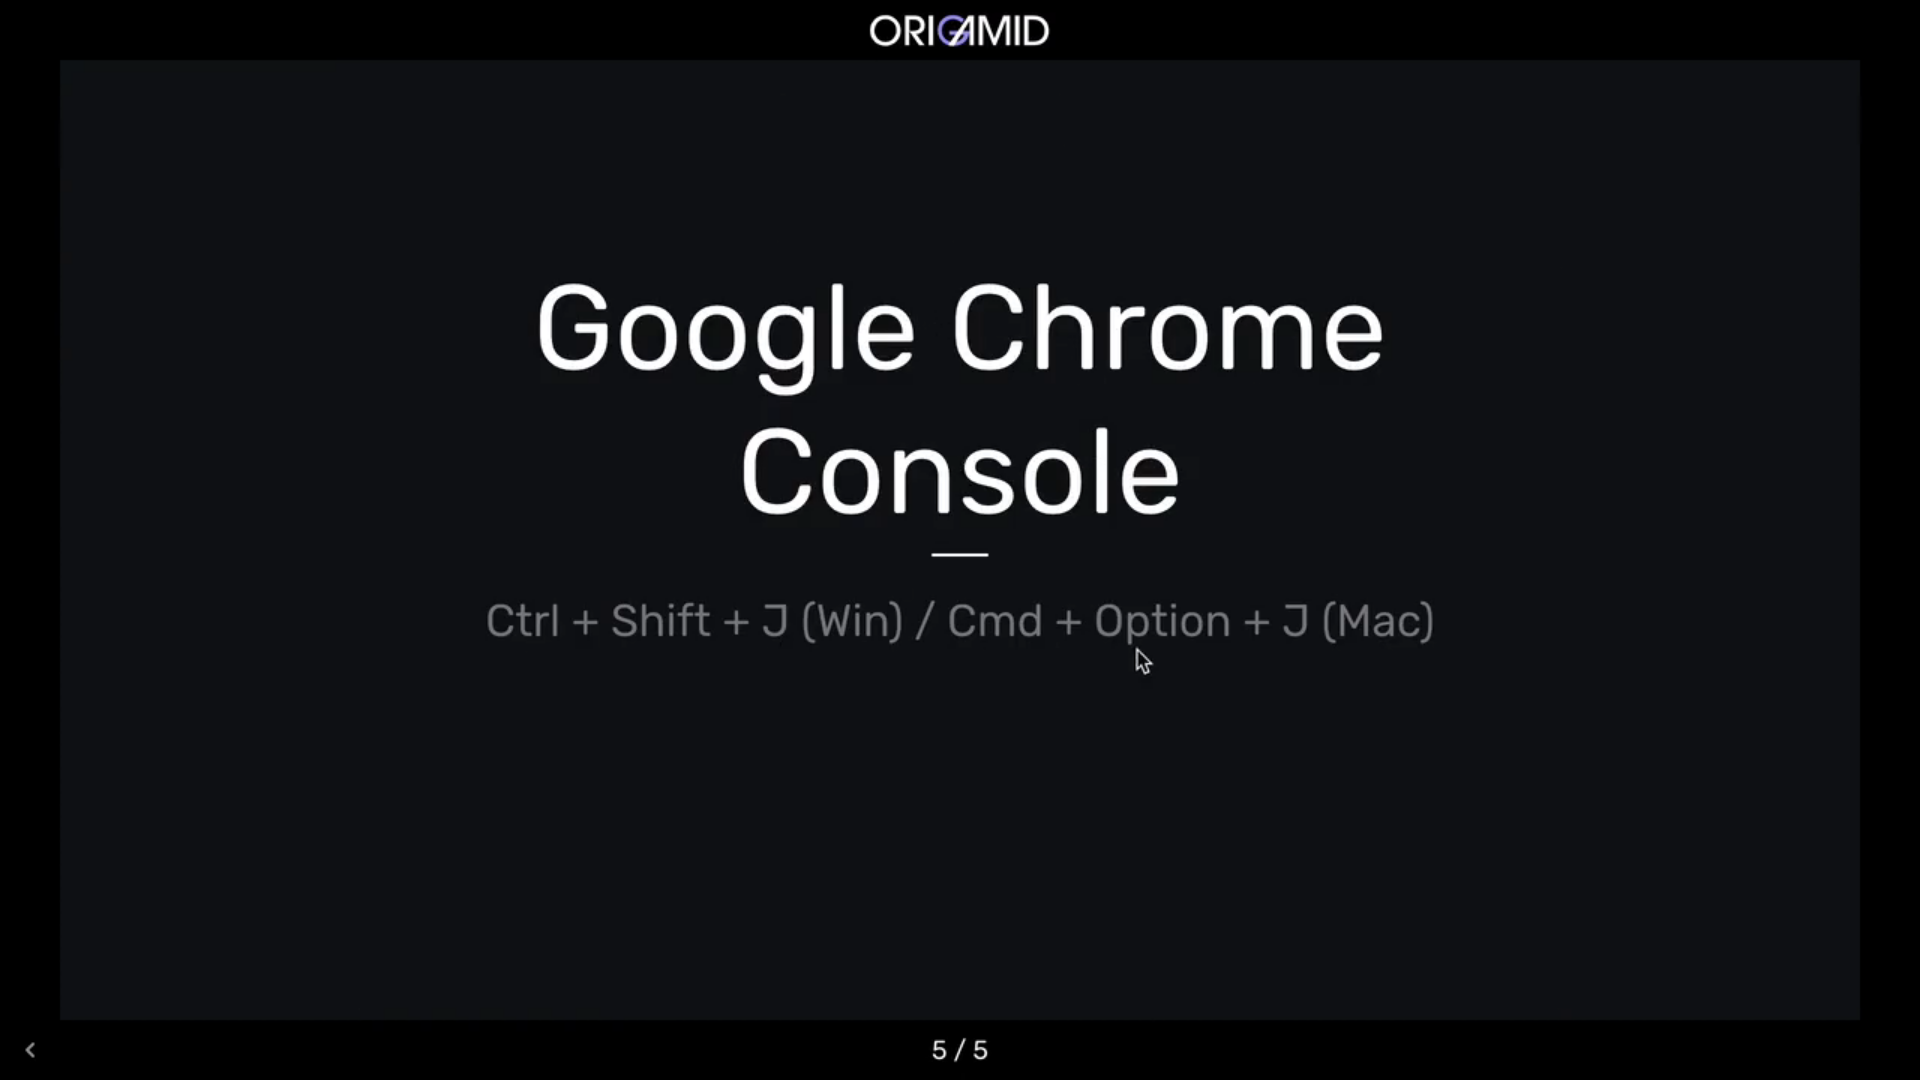 ORIGAMID
Google Chrome
Console
Ctrl + Shift + J (Win) / Cmd + Option + J (Mac)
5 / 5